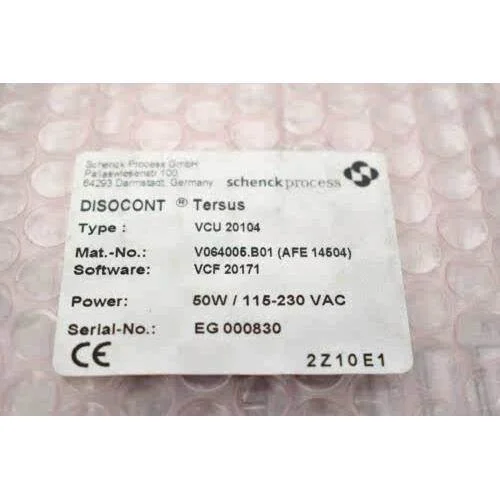 Schenck Process GmbH
Pallaswiesenstr. 100
64293 Darmstadt, Germany
schenckprocess
DISOCONT ® Tersus
Type : VCU 20104
Mat.-No.: V064005.B01 (AFE 14504)
Software: VCF 20171
Power: 50W / 115-230 VAC
Serial-No.: EG 000830
CE
2Z10E1